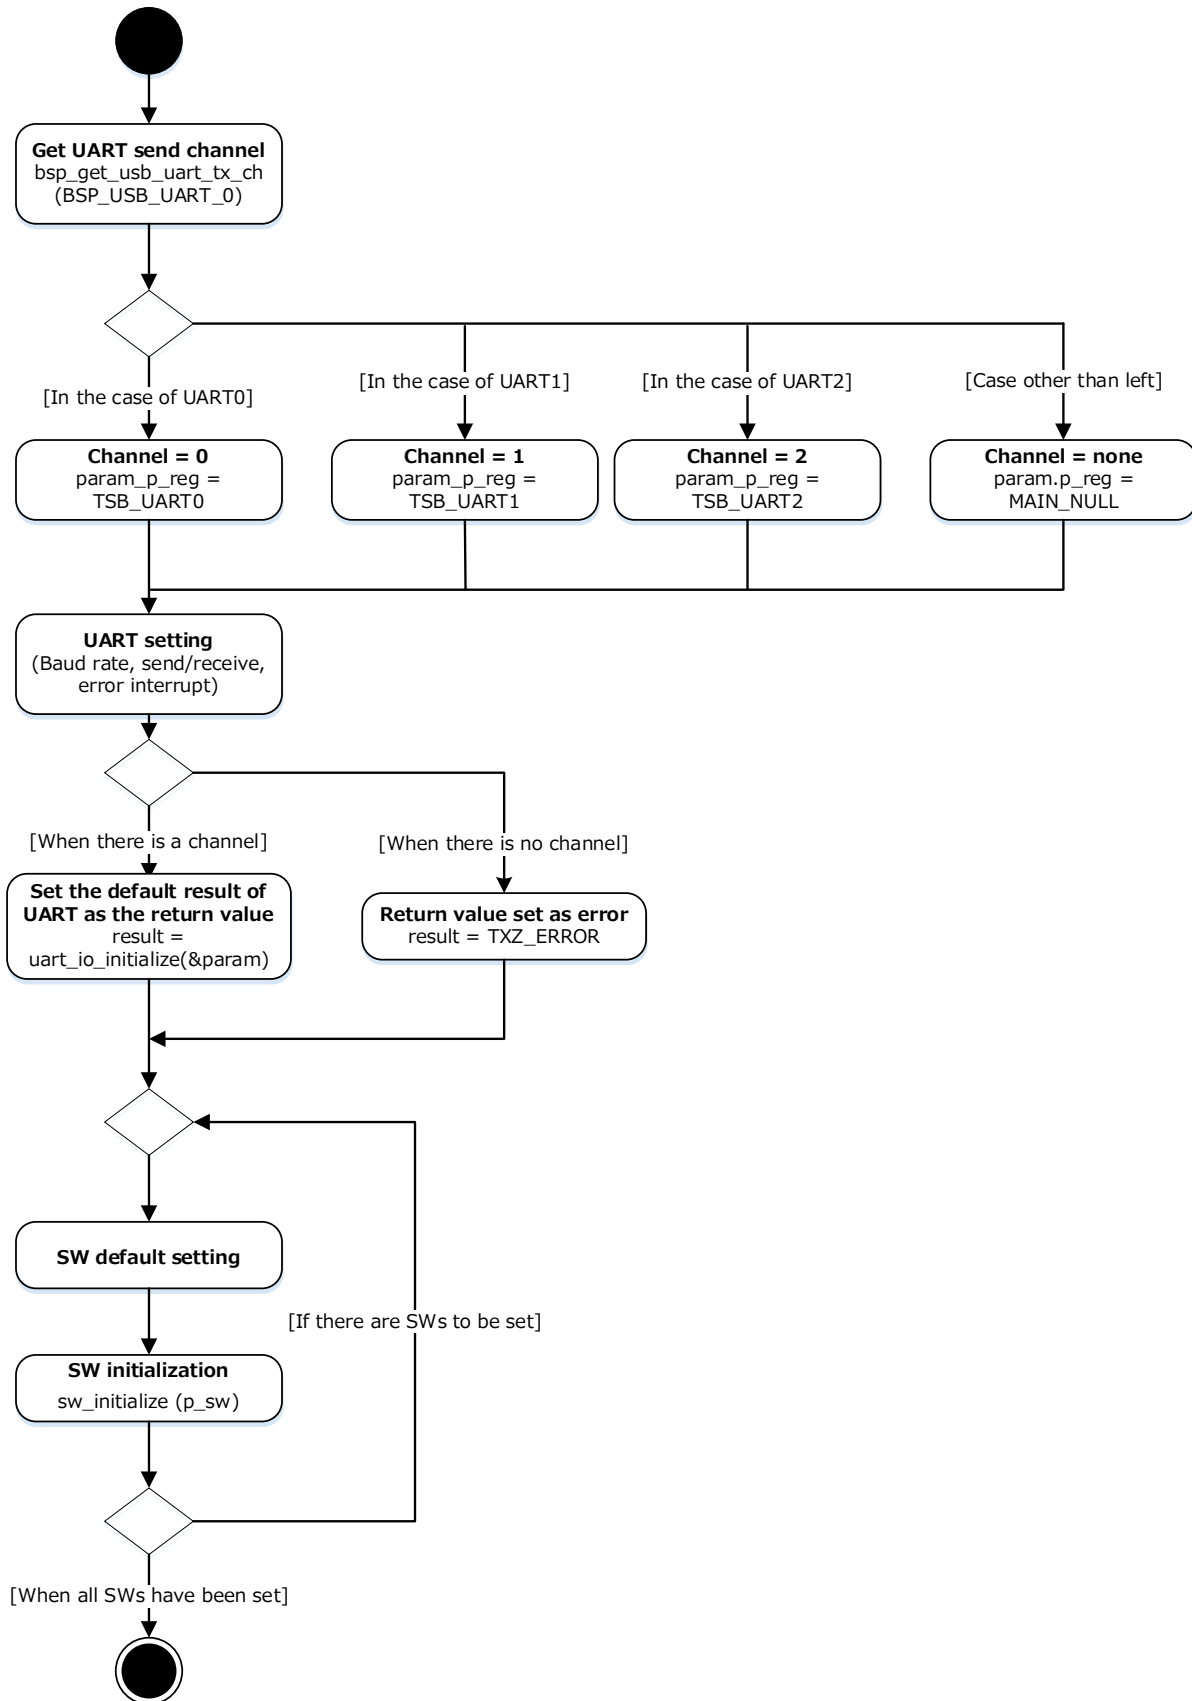 Get UART send channel
bsp_get_usb_uart_tx_ch
(BSP_USB_UART_0)
[In the case of UART0]
[In the case of UART1]
[In the case of UART2]
[Case other than left]
Channel = 0
param_p_reg =
TSB_UART0
Channel = 1
param_p_reg =
TSB_UART1
Channel = 2
param_p_reg =
TSB_UART2
Channel = none
param.p_reg =
MAIN_NULL
UART setting
(Baud rate, send/receive,
error interrupt)
[When there is a channel]
[When there is no channel]
Set the default result of
UART as the return value
result =
uart_io_initialize(&param)
Return value set as error
result = TXZ_ERROR
SW default setting
[If there are SWs to be set]
SW initialization
sw_initialize (p_sw)
[When all SWs have been set]